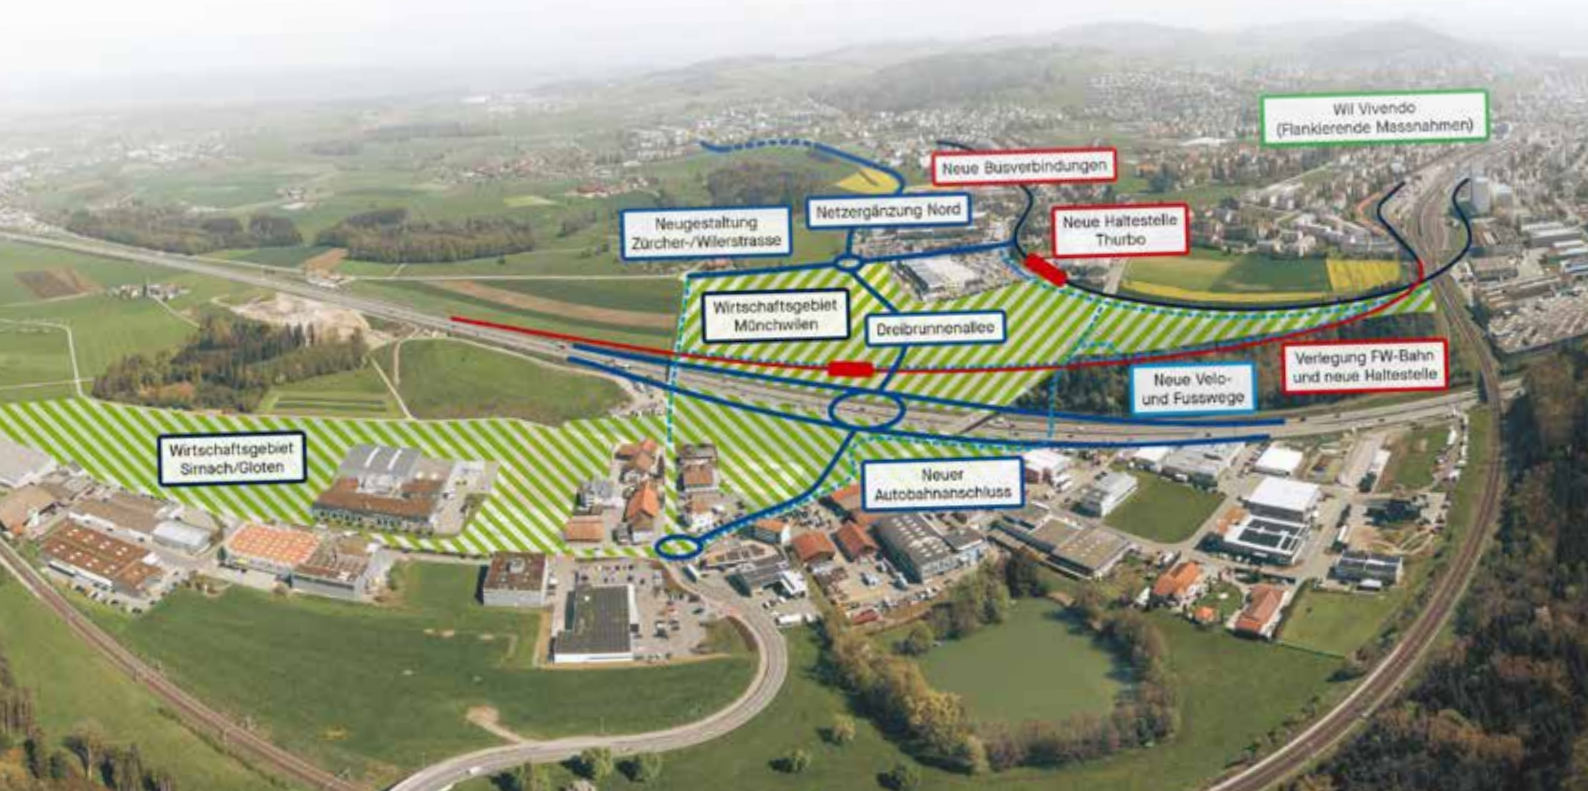 Wil Vivendo
(Flankierende Massnahmen)
Neue Busverbindungen
Netzergänzung Nord
Neugestaltung
Zürcher-/Wilerstrasse
Neue Haltestelle
Thurbo
Wirtschaftsgebiet
Münchwilen
Dreibrunnenallee
Verlegung FW-Bahn
und neue Haltestelle
Neue Velo-
und Fusswege
Wirtschaftsgebiet
Sirnach/Gloten
Neuer
Autobahnanschluss